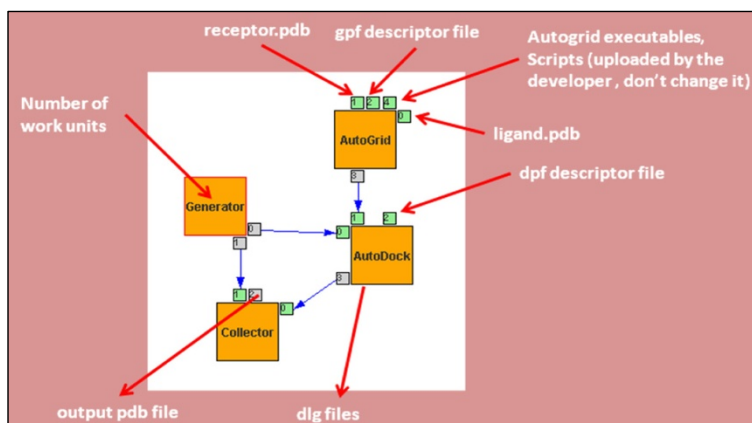 receptor.pdb
gpf descriptor file
Autogrid executables,
Scripts (uploaded by the
developer , don't change it)
Number of
work units
1 2 4
0
AutoGrid
ligand.pdb
3
dpf descriptor file
Generator
0
1
1 2
0
AutoDock
3
1 2
0
Collector
output pdb file
dlg files